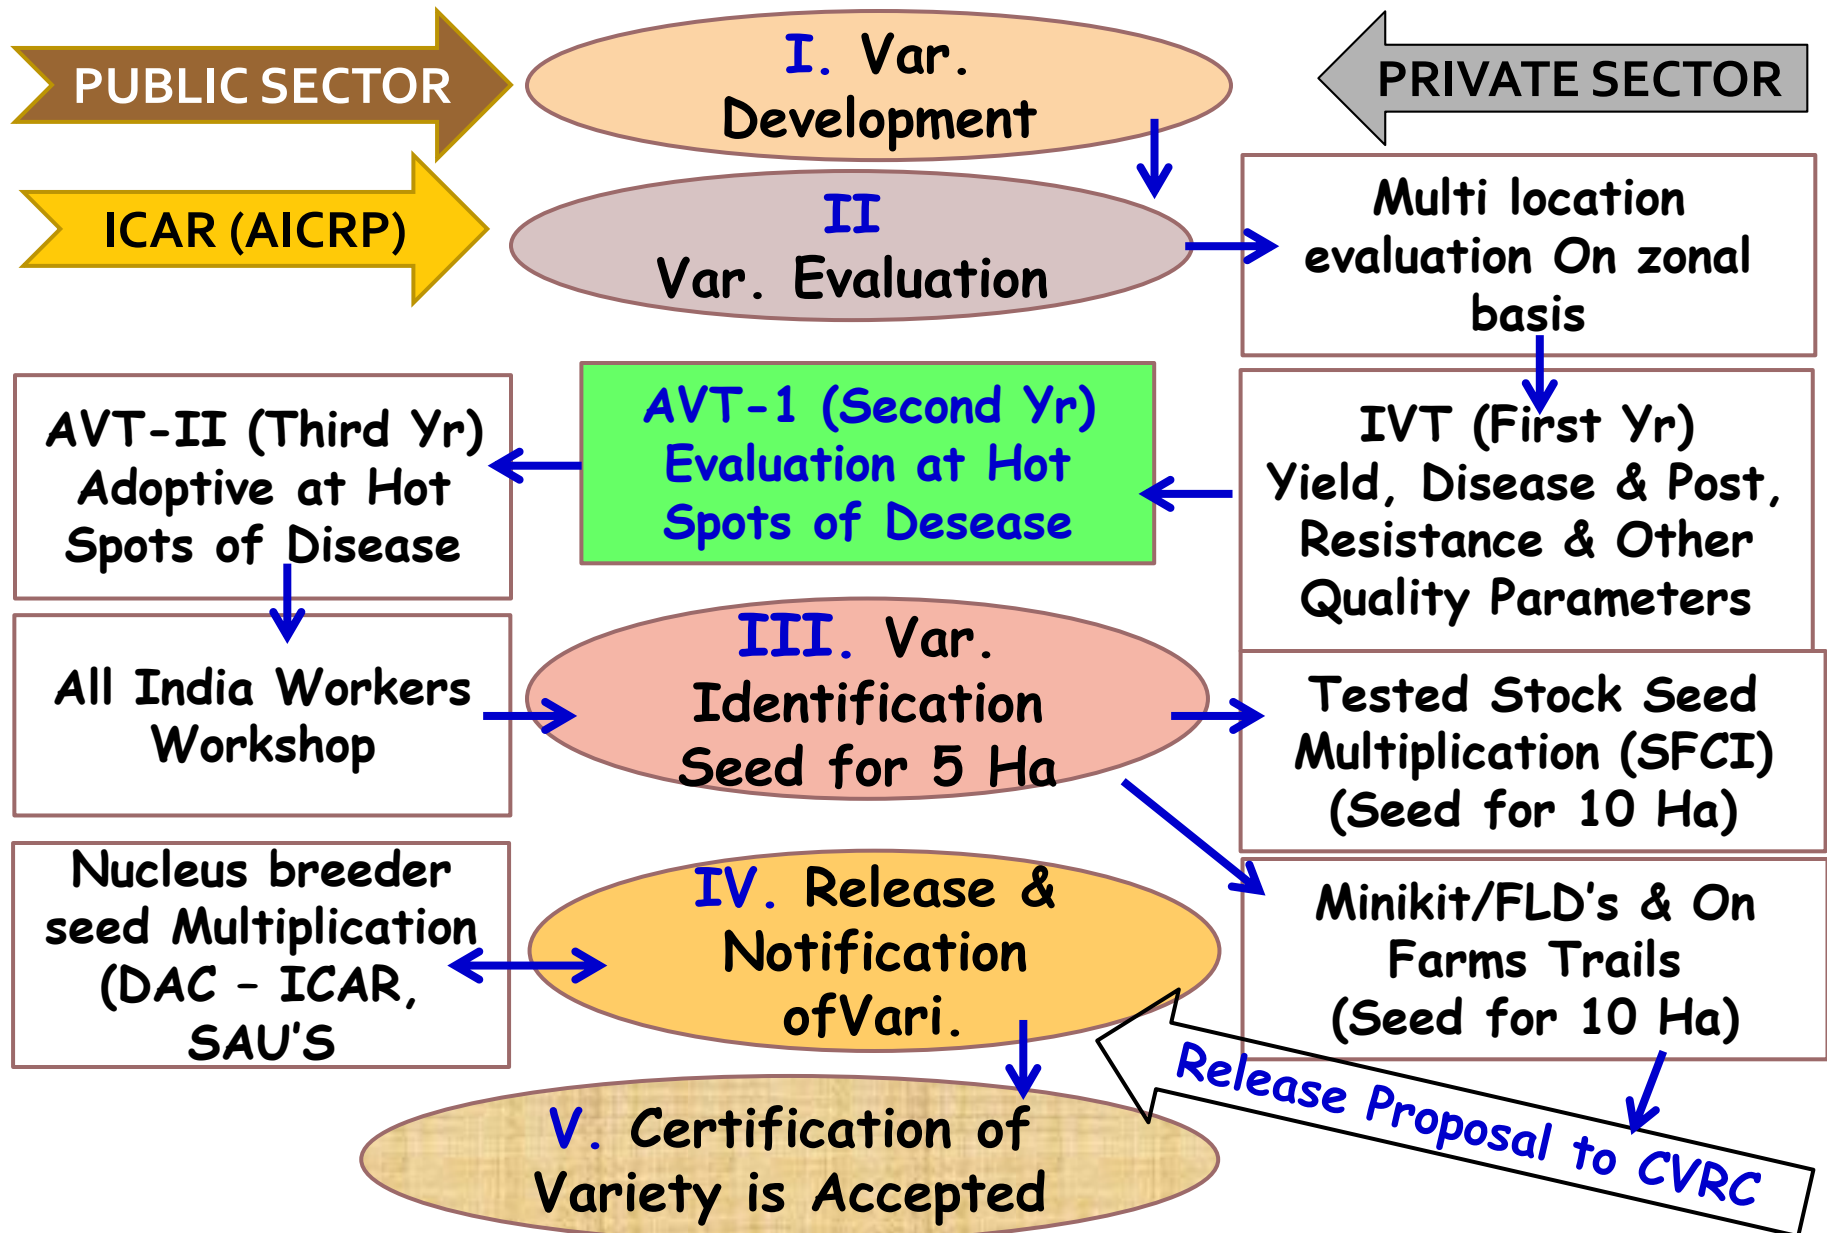 PUBLIC SECTOR
I. Var.
Development
PRIVATE SECTOR
ICAR (AICRP)
II
Var. Evaluation
Multi location
evaluation On zonal
basis
AVT-II (Third Yr)
Adoptive at Hot
Spots of Disease
AVT-1 (Second Yr)
Evaluation at Hot
Spots of Desease
IVT (First Yr)
Yield, Disease & Post,
Resistance & Other
Quality Parameters
All India Workers
Workshop
III. Var.
Identification
Seed for 5 Ha
Tested Stock Seed
Multiplication (SFCI)
(Seed for 10 Ha)
Nucleus breeder
seed Multiplication
(DAC – ICAR,
SAU'S
IV. Release &
Notification
ofVari.
Minikit/FLD's & On
Farms Trails
(Seed for 10 Ha)
Release Proposal to CVRC
V. Certification of
Variety is Accepted